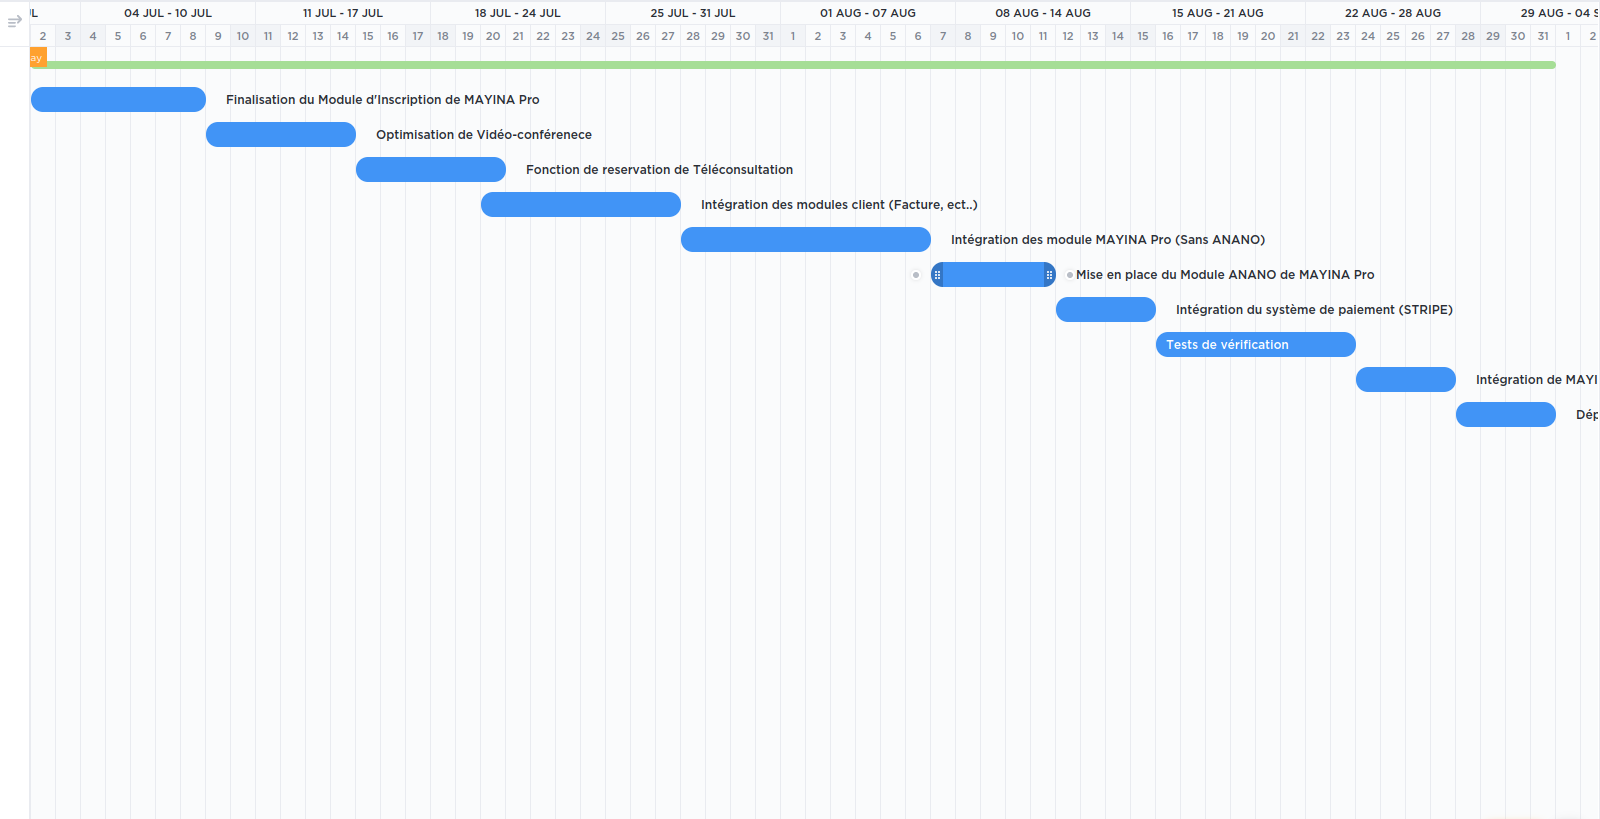 04 JUL - 10 JUL 11 JUL - 17 JUL 18 JUL - 24 JUL 25 JUL - 31 JUL 01 AUG - 07 AUG 08 AUG - 14 AUG 15 AUG - 21 AUG 22 AUG - 28 AUG 29 AUG - 04 S
2 3 4 5 6 7 8 9 10 11 12 13 14 15 16 17 18 19 20 21 22 23 24 25 26 27 28 29 30 31 1 2 3 4 5 6 7 8 9 10 11 12 13 14 15 16 17 18 19 20 21 22 23 24 25 26 27 28 29 30 31 1 2
ay
Finalisation du Module d'Inscription de MAYINA Pro
Optimisation de Vidéo-conférenece
Fonction de reservation de Téléconsultation
Intégration des modules client (Facture, ect..)
Intégration des module MAYINA Pro (Sans ANANO)
Mise en place du Module ANANO de MAYINA Pro
Intégration du système de paiement (STRIPE)
Tests de vérification
Intégration de MAYI
Dép